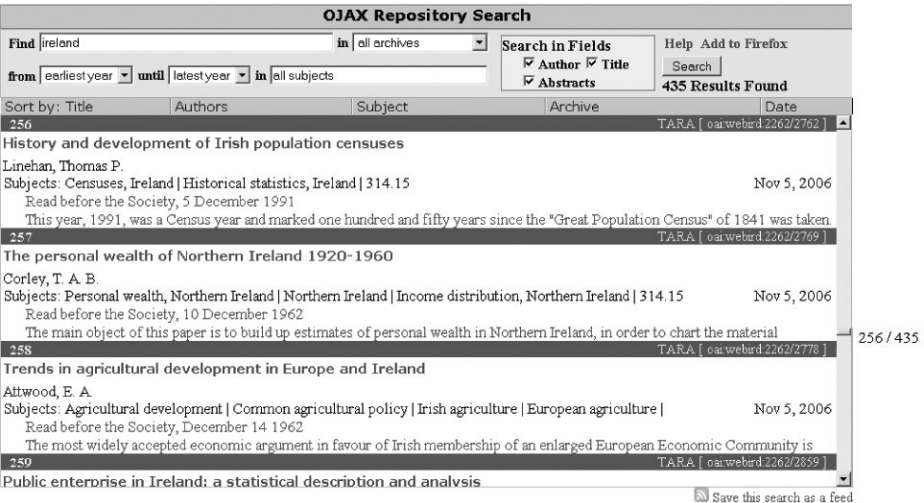 OJAX Repository Search
Find ireland in all archives Search in Fields Help Add to Firefox
Author Title Search
from earliest year until latest year in all subjects Abstracts 435 Results Found
Sort by: Title Authors Subject Archive Date
256 TARA [ oai:webird:2262/2762 ]
History and development of Irish population censuses
Linehan, Thomas P.
Subjects: Censuses, Ireland | Historical statistics, Ireland | 314.15 Nov 5, 2006
Read before the Society, 5 December 1991
This year, 1991, was a Census year and marked one hundred and fifty years since the "Great Population Census" of 1841 was taken.
257 TARA [ oai:webird:2262/2769 ]
The personal wealth of Northern Ireland 1920-1960
Corley, T. A. B.
Subjects: Personal wealth, Northern Ireland | Northern Ireland | Income distribution, Northern Ireland | 314.15 Nov 5, 2006
Read before the Society, 10 December 1962
The main object of this paper is to build up estimates of personal wealth in Northern Ireland, in order to chart the material
256 / 435
258 TARA [ oai:webird:2262/2778 ]
Trends in agricultural development in Europe and Ireland
Attwood, E. A.
Subjects: Agricultural development | Common agricultural policy | Irish agriculture | European agriculture | Nov 5, 2006
Read before the Society, December 14 1962
The most widely accepted economic argument in favour of Irish membership of an enlarged European Economic Community is
259 TARA [ oai:webird:2262/2859 ]
Public enterprise in Ireland: a statistical description and analysis
Save this search as a feed